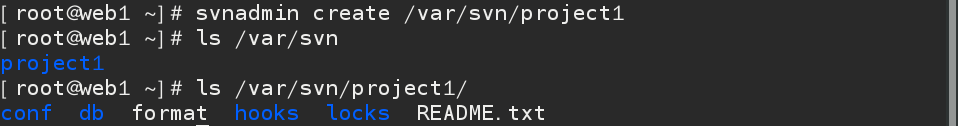 [root@web1 ~]# svnadmin create /var/svn/project1
[root@web1 ~]# ls /var/svn
project1
[root@web1 ~]# ls /var/svn/project1/
conf db format hooks locks README.txt